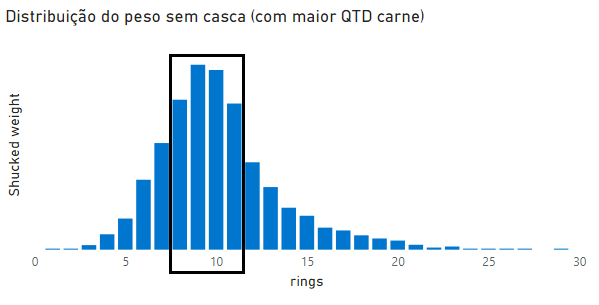 Distribuição do peso sem casca (com maior QTD carne)
Shucked weight
0 5 10 15 20 25 30
rings